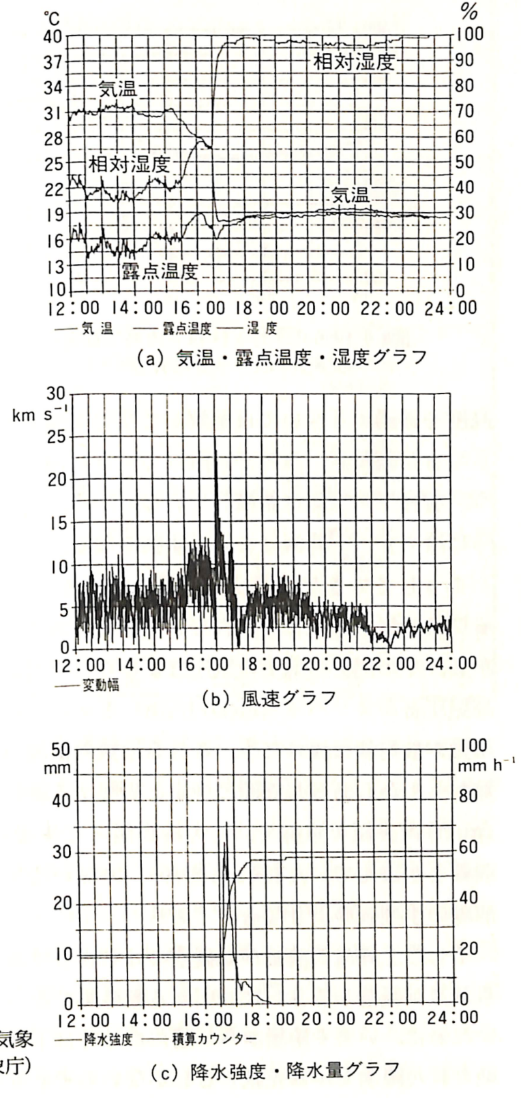 ℃ %
40 100
37 90
34 80
31 70
28 60
25 50
22 40
19 30
16 20
13 10
10 0
気温
相対湿度
相対湿度
気温
露点温度
12:00 14:00 16:00 18:00 20:00 22:00 24:00
気 温 露点温度 湿 度
(a) 気温・露点温度・湿度グラフ
30
km s⁻¹
25
20
15
10
5
0
12:00 14:00 16:00 18:00 20:00 22:00 24:00
変動幅
(b) 風速グラフ
50 100
mm mm h⁻¹
40 80
30 60
20 40
10 20
0 0
12:00 14:00 16:00 18:00 20:00 22:00 24:00
気象 降水強度 積算カウンター
庁)
(c) 降水強度・降水量グラフ